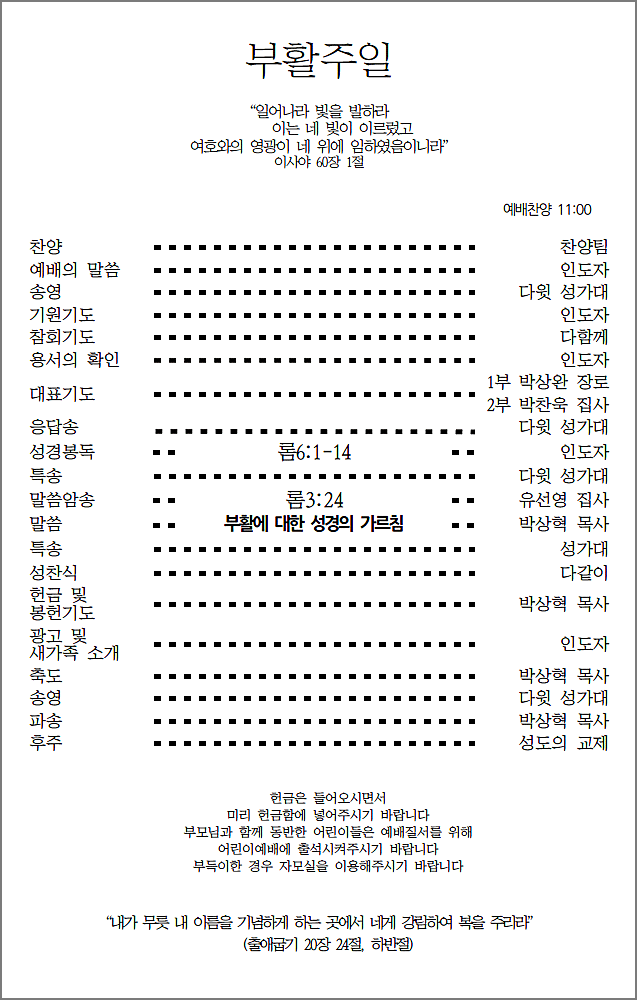 부활주일
“일어나라 빛을 발하라
이는 네 빛이 이르렀고
여호와의 영광이 네 위에 임하였음이니라”
이사야 60장 1절
예배찬양 11:00
찬양 찬양팀
예배의 말씀 인도자
송영 다윗 성가대
기원기도 인도자
참회기도 다함께
용서의 확인 인도자
대표기도 1부 박상완 장로
2부 박찬욱 집사
응답송 다윗 성가대
성경봉독 롬6:1-14 인도자
특송 다윗 성가대
말씀암송 롬3:24 유선영 집사
말씀 부활에 대한 성경의 가르침 박상혁 목사
특송 성가대
성찬식 다같이
헌금 및
봉헌기도 박상혁 목사
광고 및
새가족 소개 인도자
축도 박상혁 목사
송영 다윗 성가대
파송 박상혁 목사
후주 성도의 교제
헌금은 들어오시면서
미리 헌금함에 넣어주시기 바랍니다
부모님과 함께 동반한 어린이들은 예배질서를 위해
어린이예배에 출석시켜주시기 바랍니다
부득이한 경우 자모실을 이용해주시기 바랍니다
“내가 무릇 내 이름을 기념하게 하는 곳에서 네게 강림하여 복을 주리라”
(출애굽기 20장 24절, 하반절)